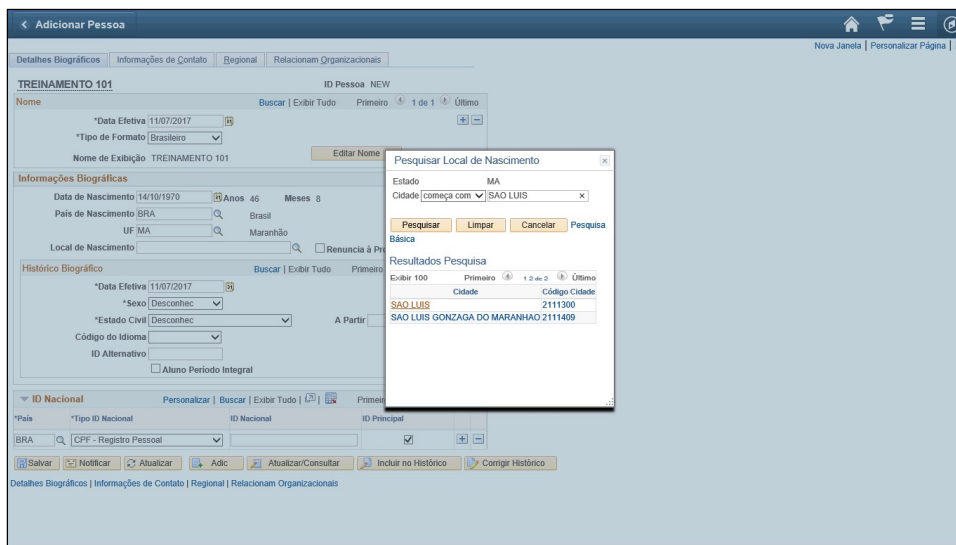 Adicionar Pessoa
Nova Janela | Personalizar Página |
Detalhes Biográficos Informações de Contato Regional Relacionam Organizacionais
TREINAMENTO 101 ID Pessoa NEW
Nome Buscar | Exibir Tudo Primeiro 1 de 1 Último
*Data Efetiva 11/07/2017
*Tipo de Formato Brasileiro
Nome de Exibição TREINAMENTO 101 Editar Nome
Informações Biográficas
Data de Nascimento 14/10/1970 Anos 46 Meses 8
País de Nascimento BRA Brasil
UF MA Maranhão
Local de Nascimento Renuncia à Pro
Histórico Biográfico Buscar | Exibir Tudo Primeiro
*Data Efetiva 11/07/2017
*Sexo Desconhec
*Estado Civil Desconhec A Partir
Código do Idioma
ID Alternativo
Aluno Período Integral
ID Nacional Personalizar | Buscar | Exibir Tudo | Primeir
*País *Tipo ID Nacional ID Nacional ID Principal
BRA CPF - Registro Pessoal
Salvar Notificar Atualizar Adic Atualizar/Consultar Incluir no Histórico Corrigir Histórico
Detalhes Biográficos | Informações de Contato | Regional | Relacionam Organizacionais
Pesquisar Local de Nascimento
Estado MA
Cidade começa com SAO LUIS
Pesquisar Limpar Cancelar Pesquisa
Básica
Resultados Pesquisa
Exibir 100 Primeiro 1 2 de 2 Último
Cidade Código Cidade
SAO LUIS 2111300
SAO LUIS GONZAGA DO MARANHAO 2111409